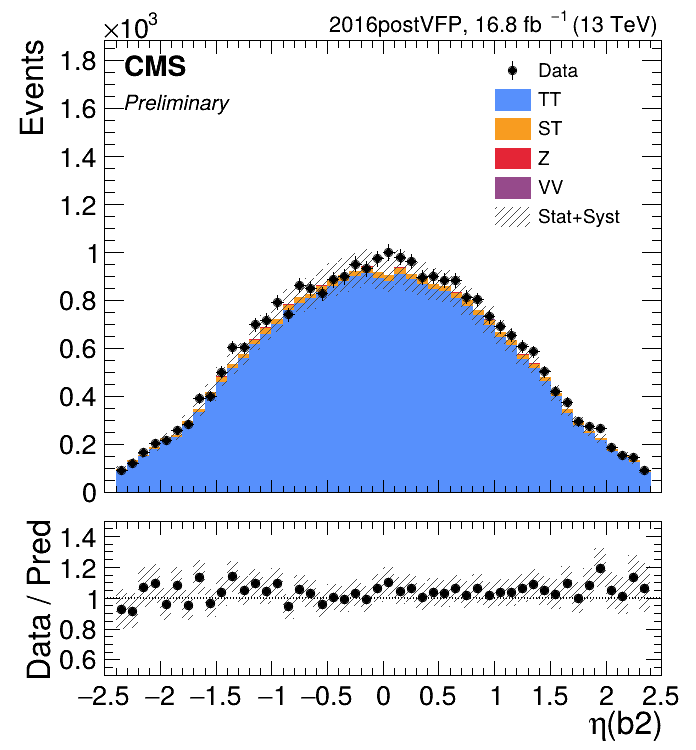 ×10³
2016postVFP, 16.8 fb ⁻¹ (13 TeV)
Events
CMS
Preliminary
Data
TT
ST
Z
VV
Stat+Syst
1.8
1.6
1.4
1.2
1
0.8
0.6
0.4
0.2
0
Data / Pred
1.4
1.2
1
0.8
0.6
−2.5 −2 −1.5 −1 −0.5 0 0.5 1 1.5 2 2.5
η(b2)